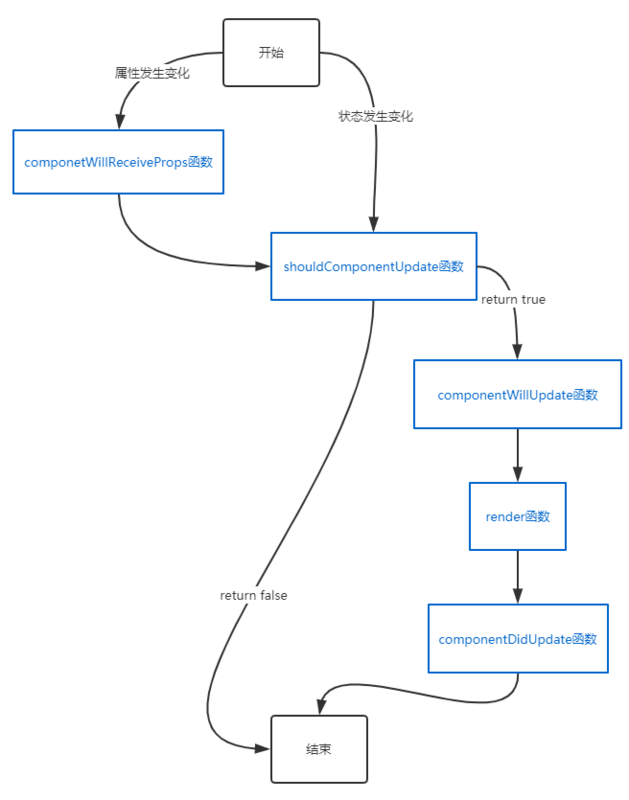 开始
属性发生变化
状态发生变化
componetWillReceiveProps函数
shouldComponentUpdate函数
return true
componentWillUpdate函数
render函数
return false
componentDidUpdate函数
结束